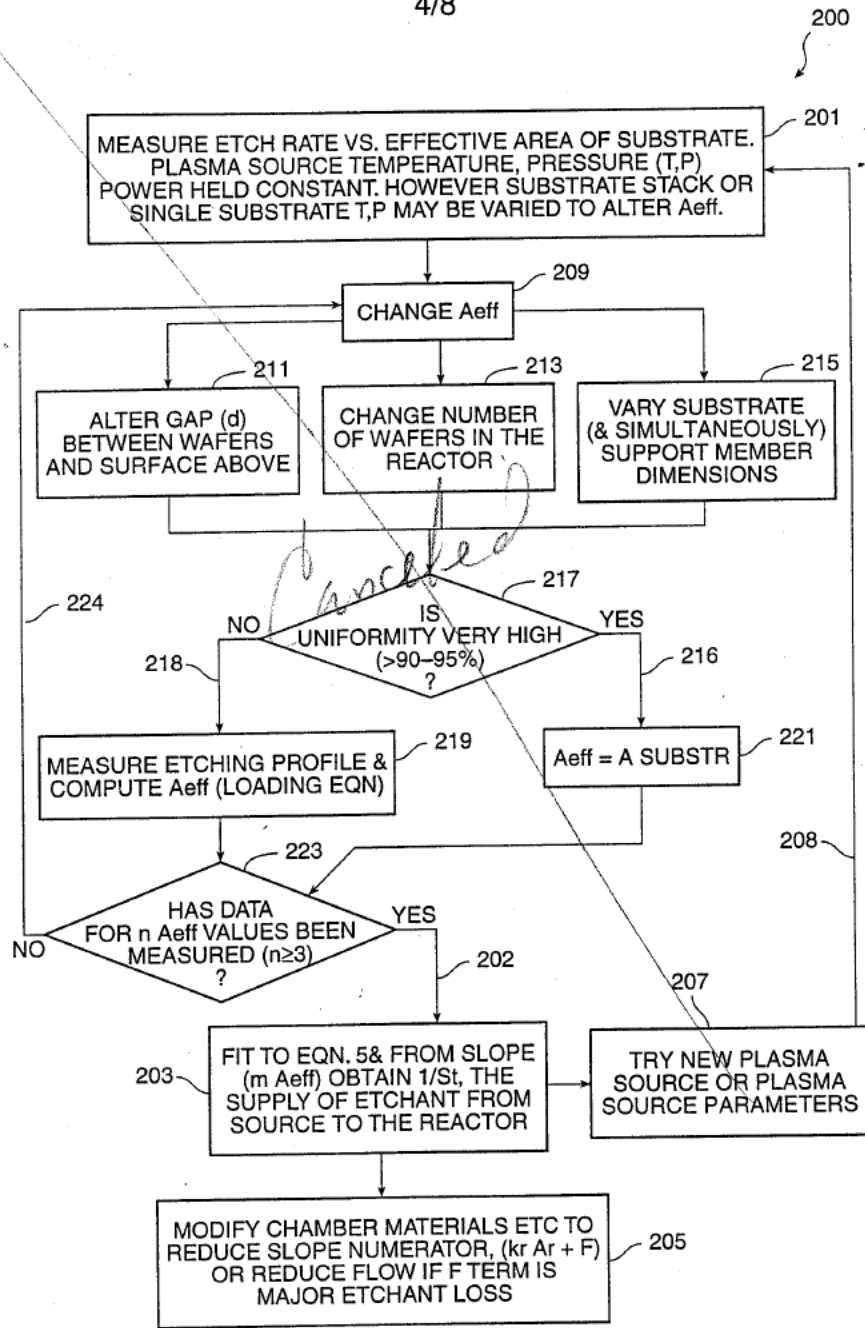 4/8
200
201
MEASURE ETCH RATE VS. EFFECTIVE AREA OF SUBSTRATE.
PLASMA SOURCE TEMPERATURE, PRESSURE (T,P)
POWER HELD CONSTANT. HOWEVER SUBSTRATE STACK OR
SINGLE SUBSTRATE T,P MAY BE VARIED TO ALTER Aeff.
209
CHANGE Aeff
211
ALTER GAP (d)
BETWEEN WAFERS
AND SURFACE ABOVE
213
CHANGE NUMBER
OF WAFERS IN THE
REACTOR
215
VARY SUBSTRATE
(& SIMULTANEOUSLY)
SUPPORT MEMBER
DIMENSIONS
Canceled
224
217
NO
IS
UNIFORMITY VERY HIGH
(>90–95%)
?
YES
218
216
219
MEASURE ETCHING PROFILE &
COMPUTE Aeff (LOADING EQN)
221
Aeff = A SUBSTR
208
223
HAS DATA
FOR n Aeff VALUES BEEN
MEASURED (n≥3)
?
NO
YES
202
203
FIT TO EQN. 5& FROM SLOPE
(m Aeff) OBTAIN 1/St, THE
SUPPLY OF ETCHANT FROM
SOURCE TO THE REACTOR
207
TRY NEW PLASMA
SOURCE OR PLASMA
SOURCE PARAMETERS
MODIFY CHAMBER MATERIALS ETC TO
REDUCE SLOPE NUMERATOR, (kr Ar + F)
OR REDUCE FLOW IF F TERM IS
MAJOR ETCHANT LOSS
205